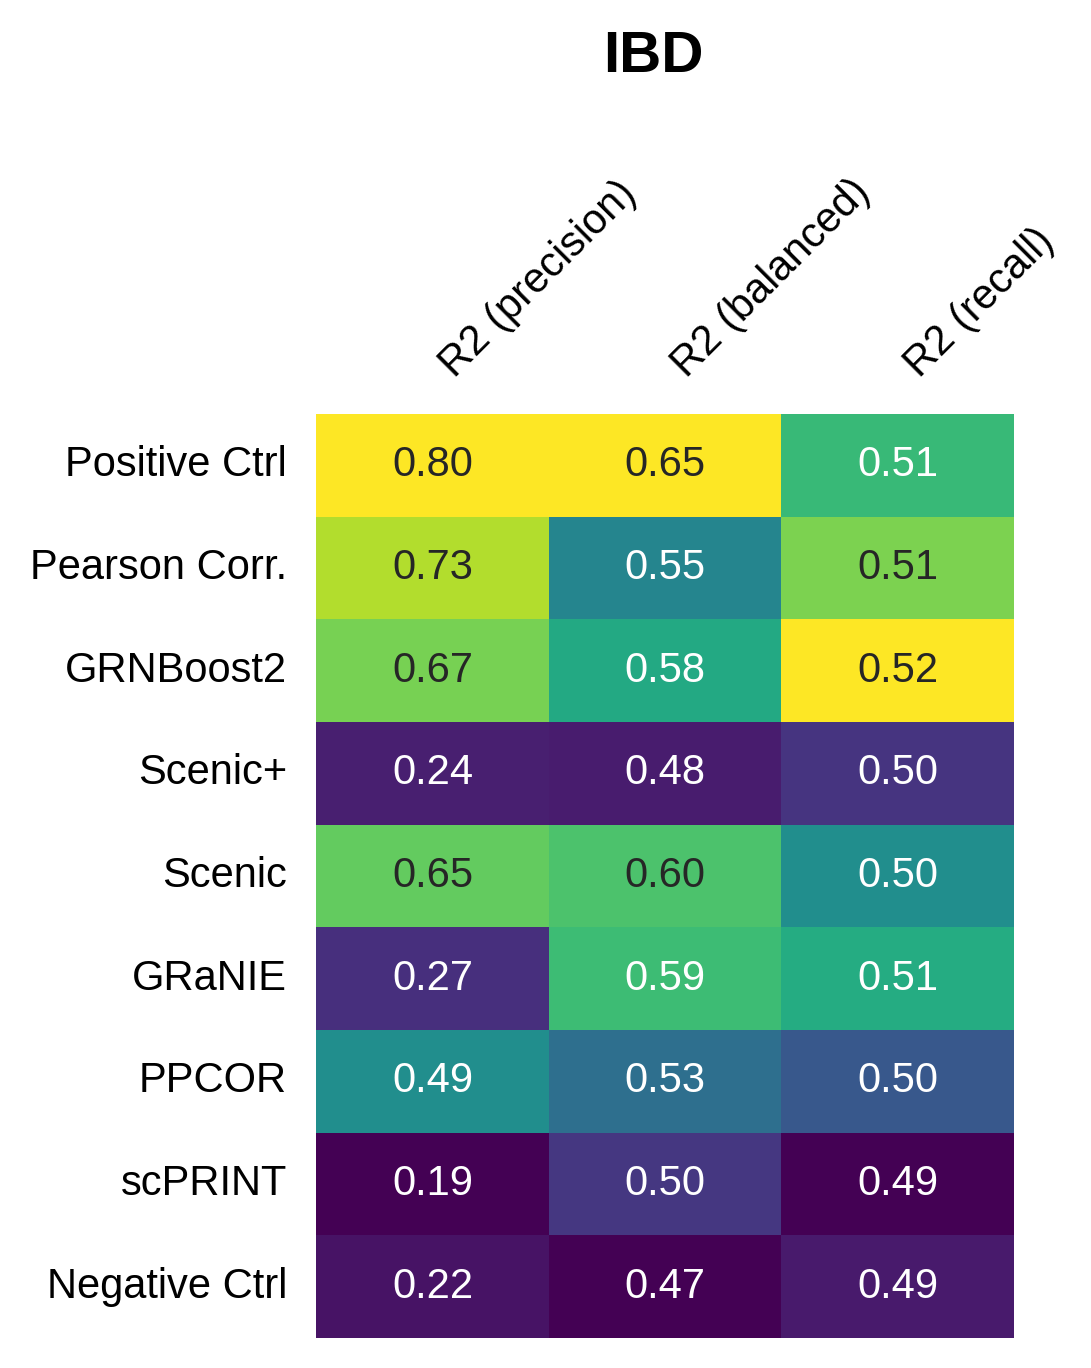 IBD
R2 (precision) R2 (balanced) R2 (recall)
Positive Ctrl 0.80 0.65 0.51
Pearson Corr. 0.73 0.55 0.51
GRNBoost2 0.67 0.58 0.52
Scenic+ 0.24 0.48 0.50
Scenic 0.65 0.60 0.50
GRaNIE 0.27 0.59 0.51
PPCOR 0.49 0.53 0.50
scPRINT 0.19 0.50 0.49
Negative Ctrl 0.22 0.47 0.49